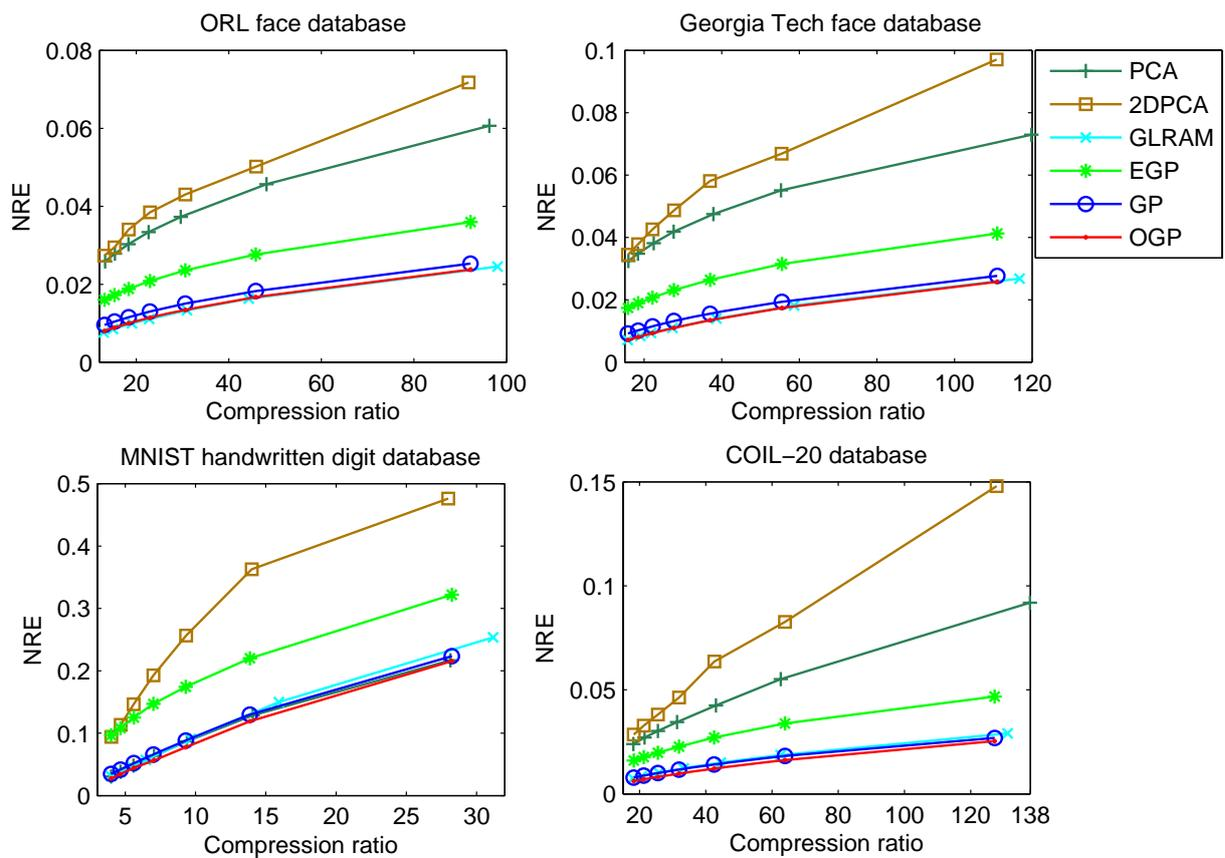 ORL face database
0.08
0.06
0.04
0.02
0
NRE
20 40 60 80 100
Compression ratio
Georgia Tech face database
0.1
0.08
0.06
0.04
0.02
0
NRE
20 40 60 80 100 120
Compression ratio
PCA
2DPCA
GLRAM
EGP
GP
OGP
MNIST handwritten digit database
0.5
0.4
0.3
0.2
0.1
0
NRE
5 10 15 20 25 30
Compression ratio
COIL−20 database
0.15
0.1
0.05
0
NRE
20 40 60 80 100 120 138
Compression ratio